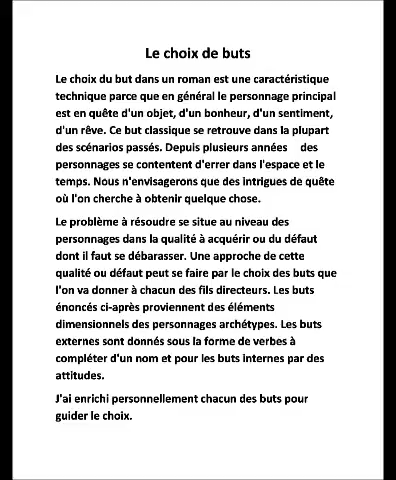 Le choix de buts
Le choix du but dans un roman est une caractéristique
technique parce que en général le personnage principal
est en quête d'un objet, d'un bonheur, d'un sentiment,
d'un rêve. Ce but classique se retrouve dans la plupart
des scénarios passés. Depuis plusieurs années    des
personnages se contentent d'errer dans l'espace et le
temps. Nous n'envisagerons que des intrigues de quête
où l'on cherche à obtenir quelque chose.
Le problème à résoudre se situe au niveau des
personnages dans la qualité à acquérir ou du défaut
dont il faut se débarasser. Une approche de cette
qualité ou défaut peut se faire par le choix des buts que
l'on va donner à chacun des fils directeurs. Les buts
énoncés ci-après proviennent des éléments
dimensionnels des personnages archétypes. Les buts
externes sont donnés sous la forme de verbes à
compléter d'un nom et pour les buts internes par des
attitudes.
J'ai enrichi personnellement chacun des buts pour
guider le choix.